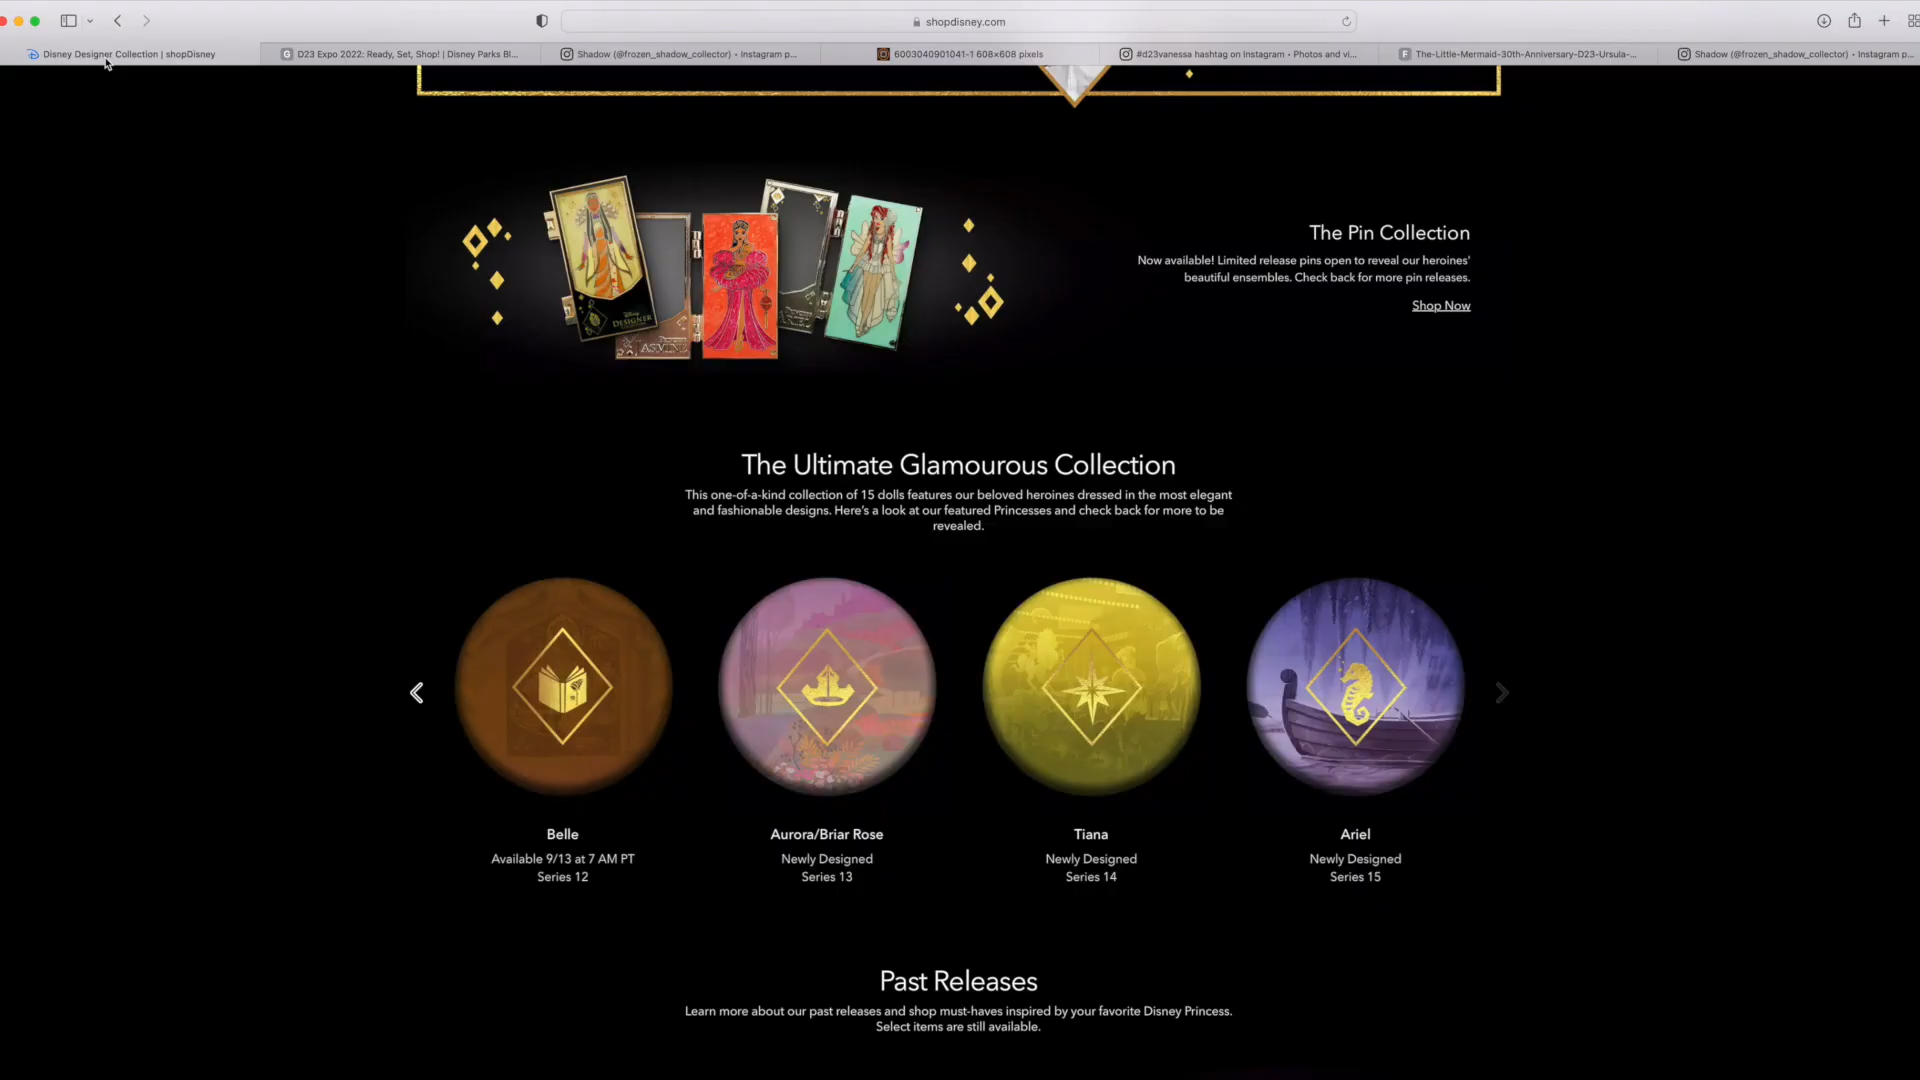 shopdisney.com
Disney Designer Collection | shopDisney
D23 Expo 2022: Ready, Set, Shop! | Disney Parks Bl...
Shadow (@frozen_shadow_collector) • Instagram p...
6003040901041-1 608×608 pixels
#d23vanessa hashtag on Instagram • Photos and vi...
The-Little-Mermaid-30th-Anniversary-D23-Ursula-...
Shadow (@frozen_shadow_collector) • Instagram p...
Disney
DESIGNER
ASMINE
The Pin Collection
Now available! Limited release pins open to reveal our heroines'
beautiful ensembles. Check back for more pin releases.
Shop Now
The Ultimate Glamourous Collection
This one-of-a-kind collection of 15 dolls features our beloved heroines dressed in the most elegant
and fashionable designs. Here's a look at our featured Princesses and check back for more to be
revealed.
Belle
Available 9/13 at 7 AM PT
Series 12
Aurora/Briar Rose
Newly Designed
Series 13
Tiana
Newly Designed
Series 14
Ariel
Newly Designed
Series 15
Past Releases
Learn more about our past releases and shop must-haves inspired by your favorite Disney Princess.
Select items are still available.